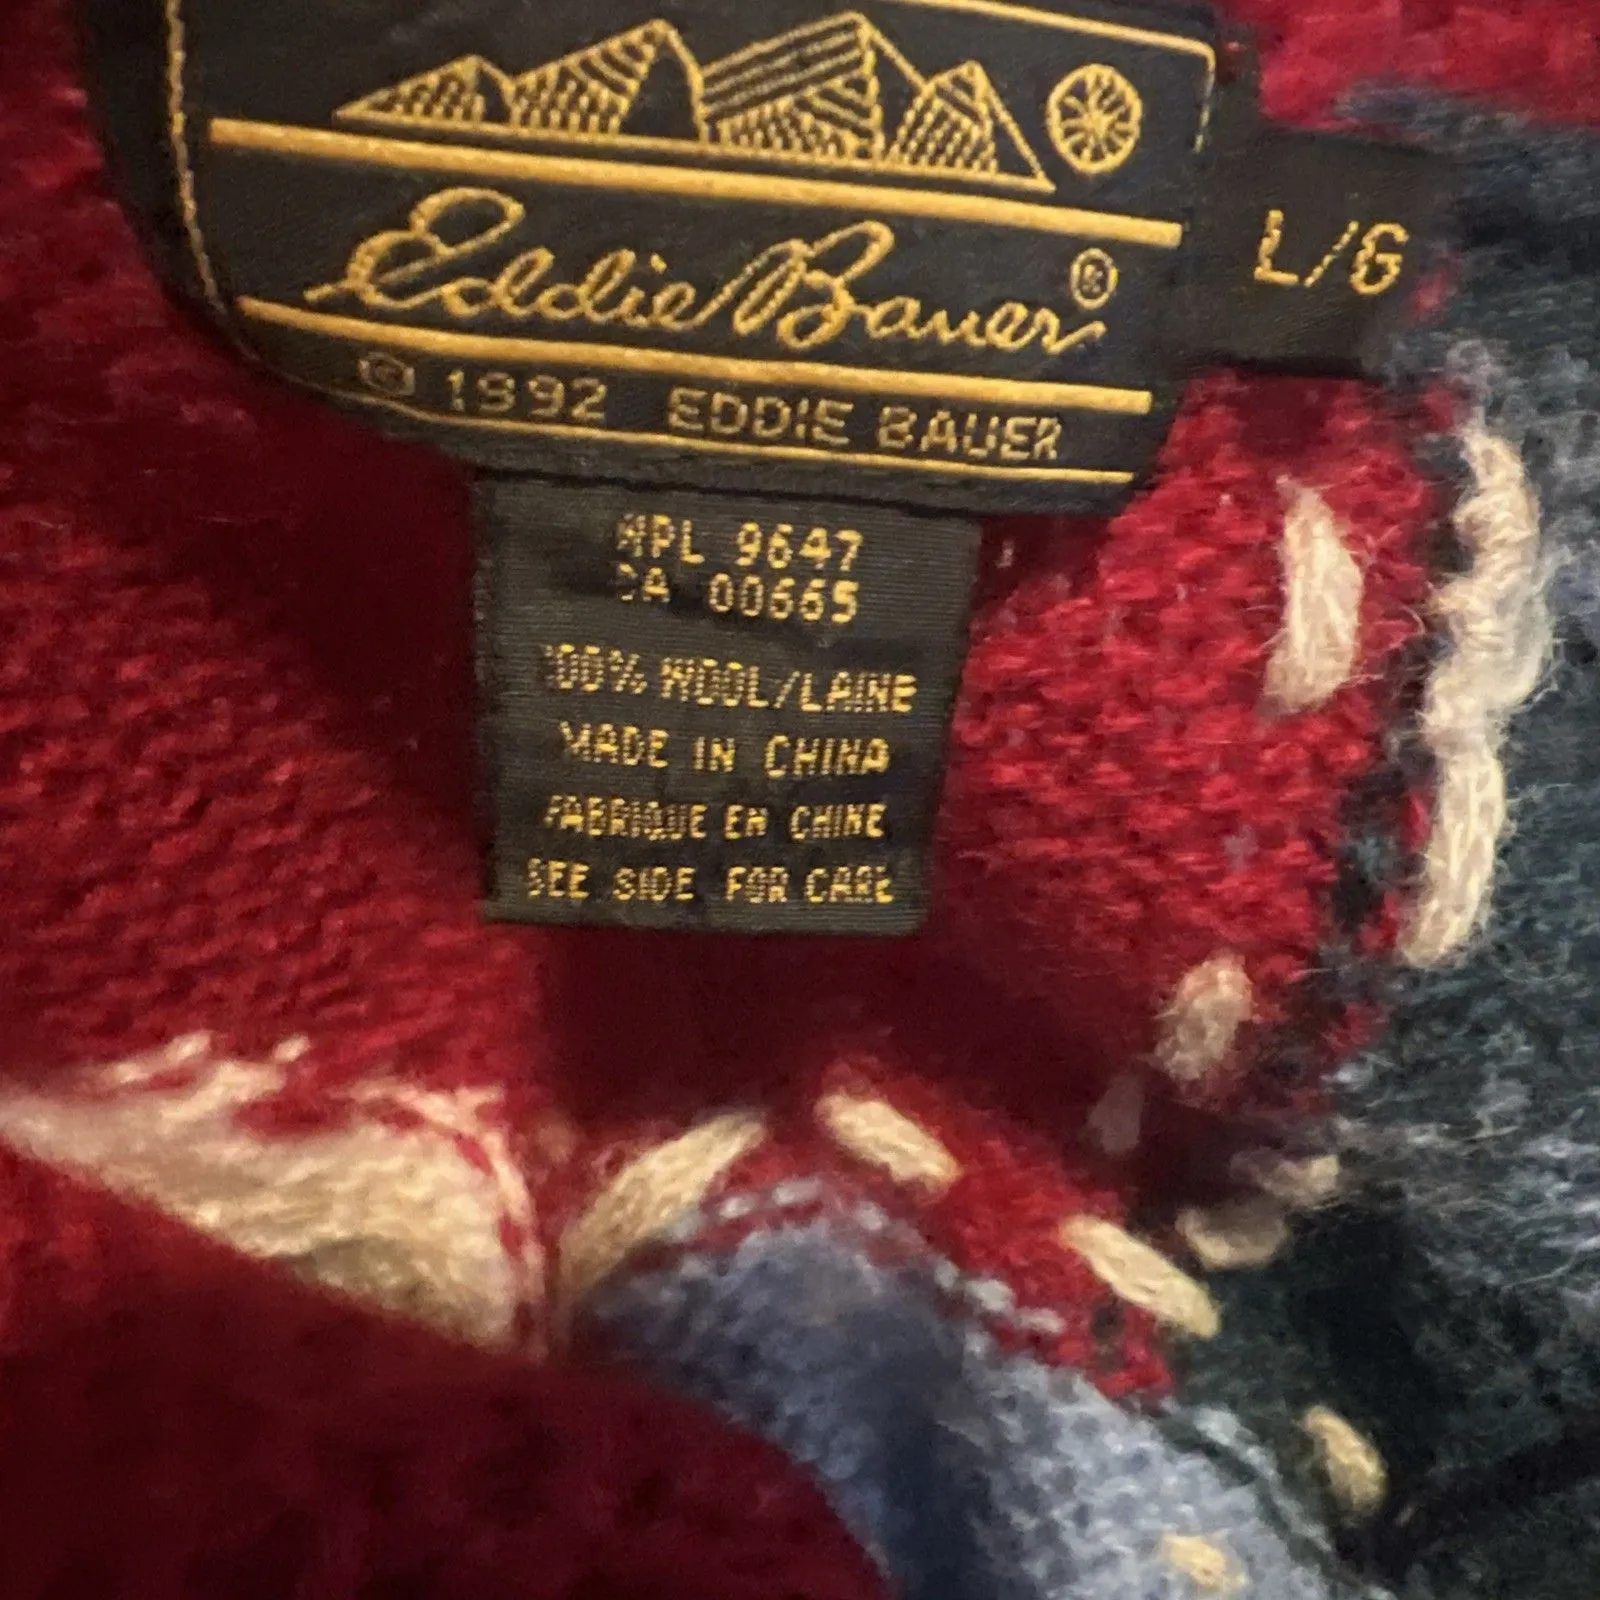 Eddie Bauer®
L/G
© 1992 EDDIE BAUER
WPL 9647
CA 00665
100% WOOL/LAINE
MADE IN CHINA
FABRIQUE EN CHINE
SEE SIDE FOR CARE